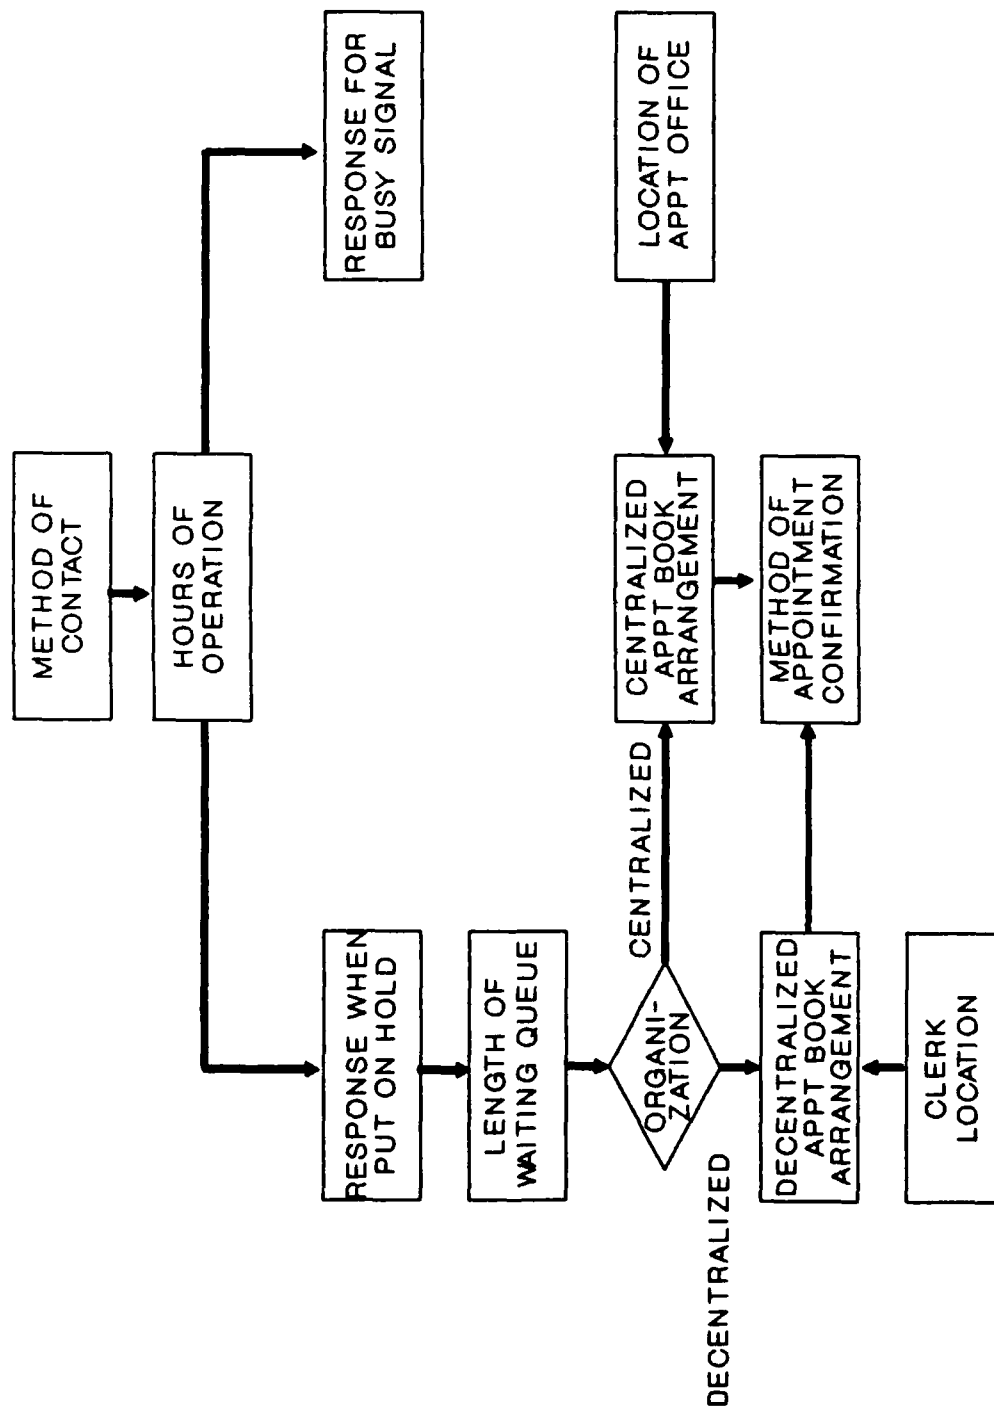 METHOD OF
CONTACT
HOURS OF
OPERATION
RESPONSE WHEN
PUT ON HOLD
RESPONSE FOR
BUSY SIGNAL
LENGTH OF
WAITING QUEUE
ORGANI-
ZATION
CENTRALIZED
CENTRALIZED
APPT BOOK
ARRANGEMENT
LOCATION OF
APPT OFFICE
DECENTRALIZED
DECENTRALIZED
APPT BOOK
ARRANGEMENT
METHOD OF
APPOINTMENT
CONFIRMATION
CLERK
LOCATION